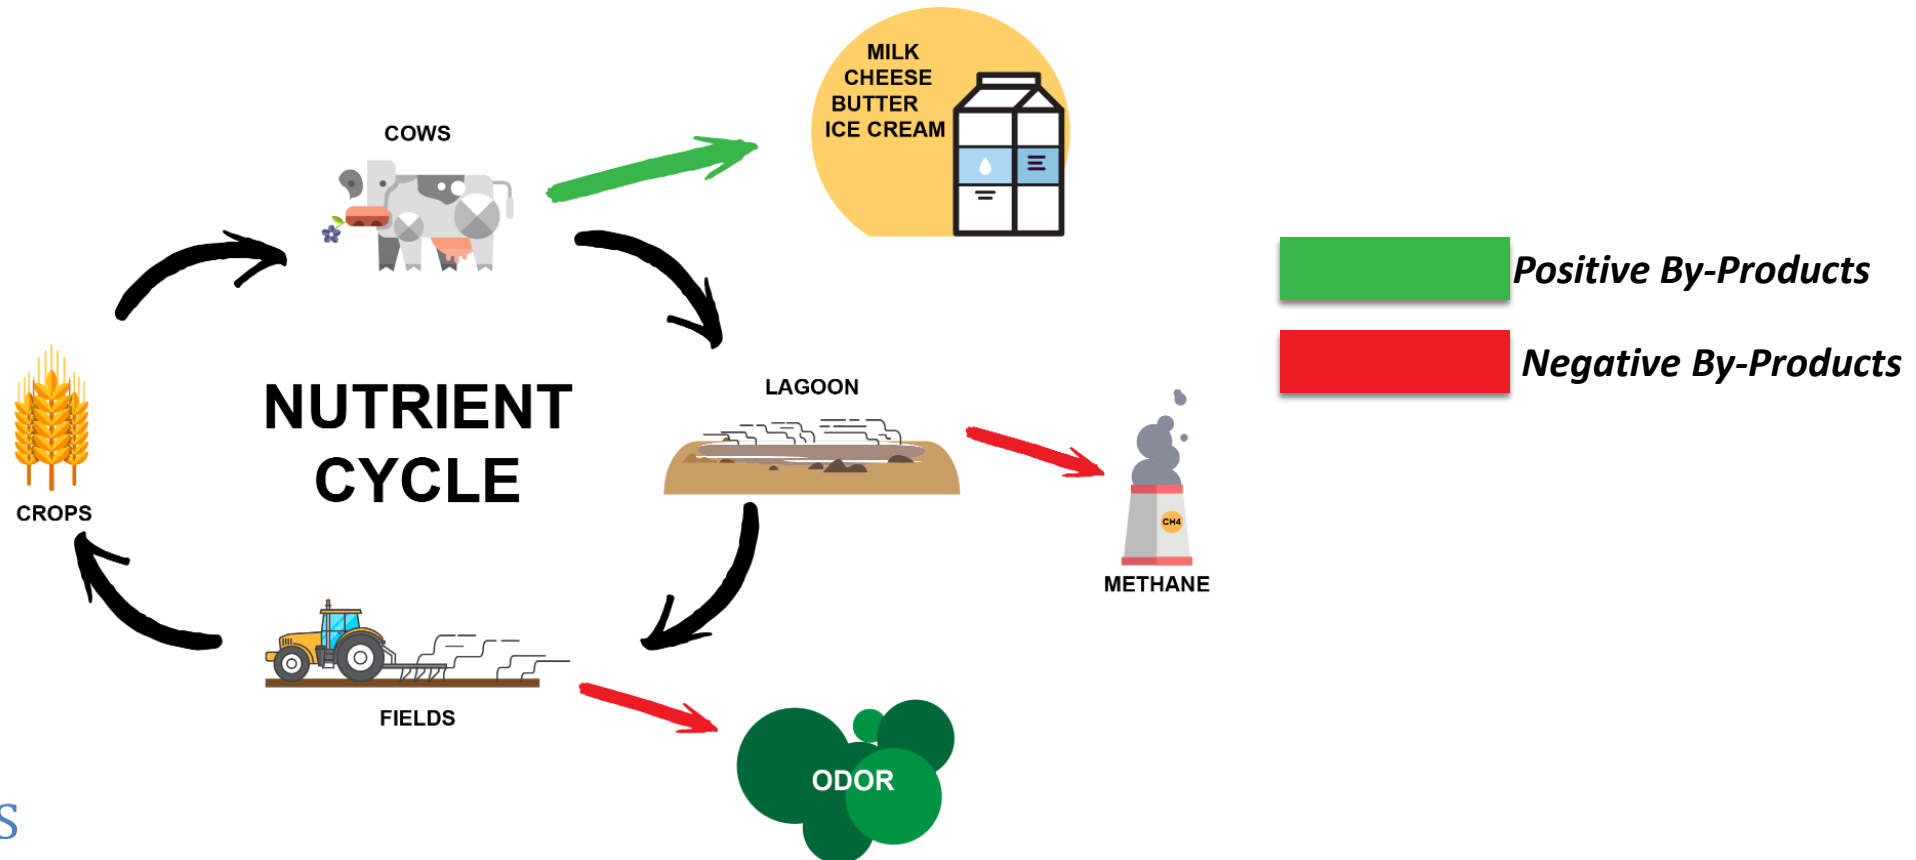 MILK
CHEESE
BUTTER
ICE CREAM
COWS
Positive By-Products
Negative By-Products
LAGOON
NUTRIENT
CYCLE
CROPS
CH4
METHANE
FIELDS
ODOR
S